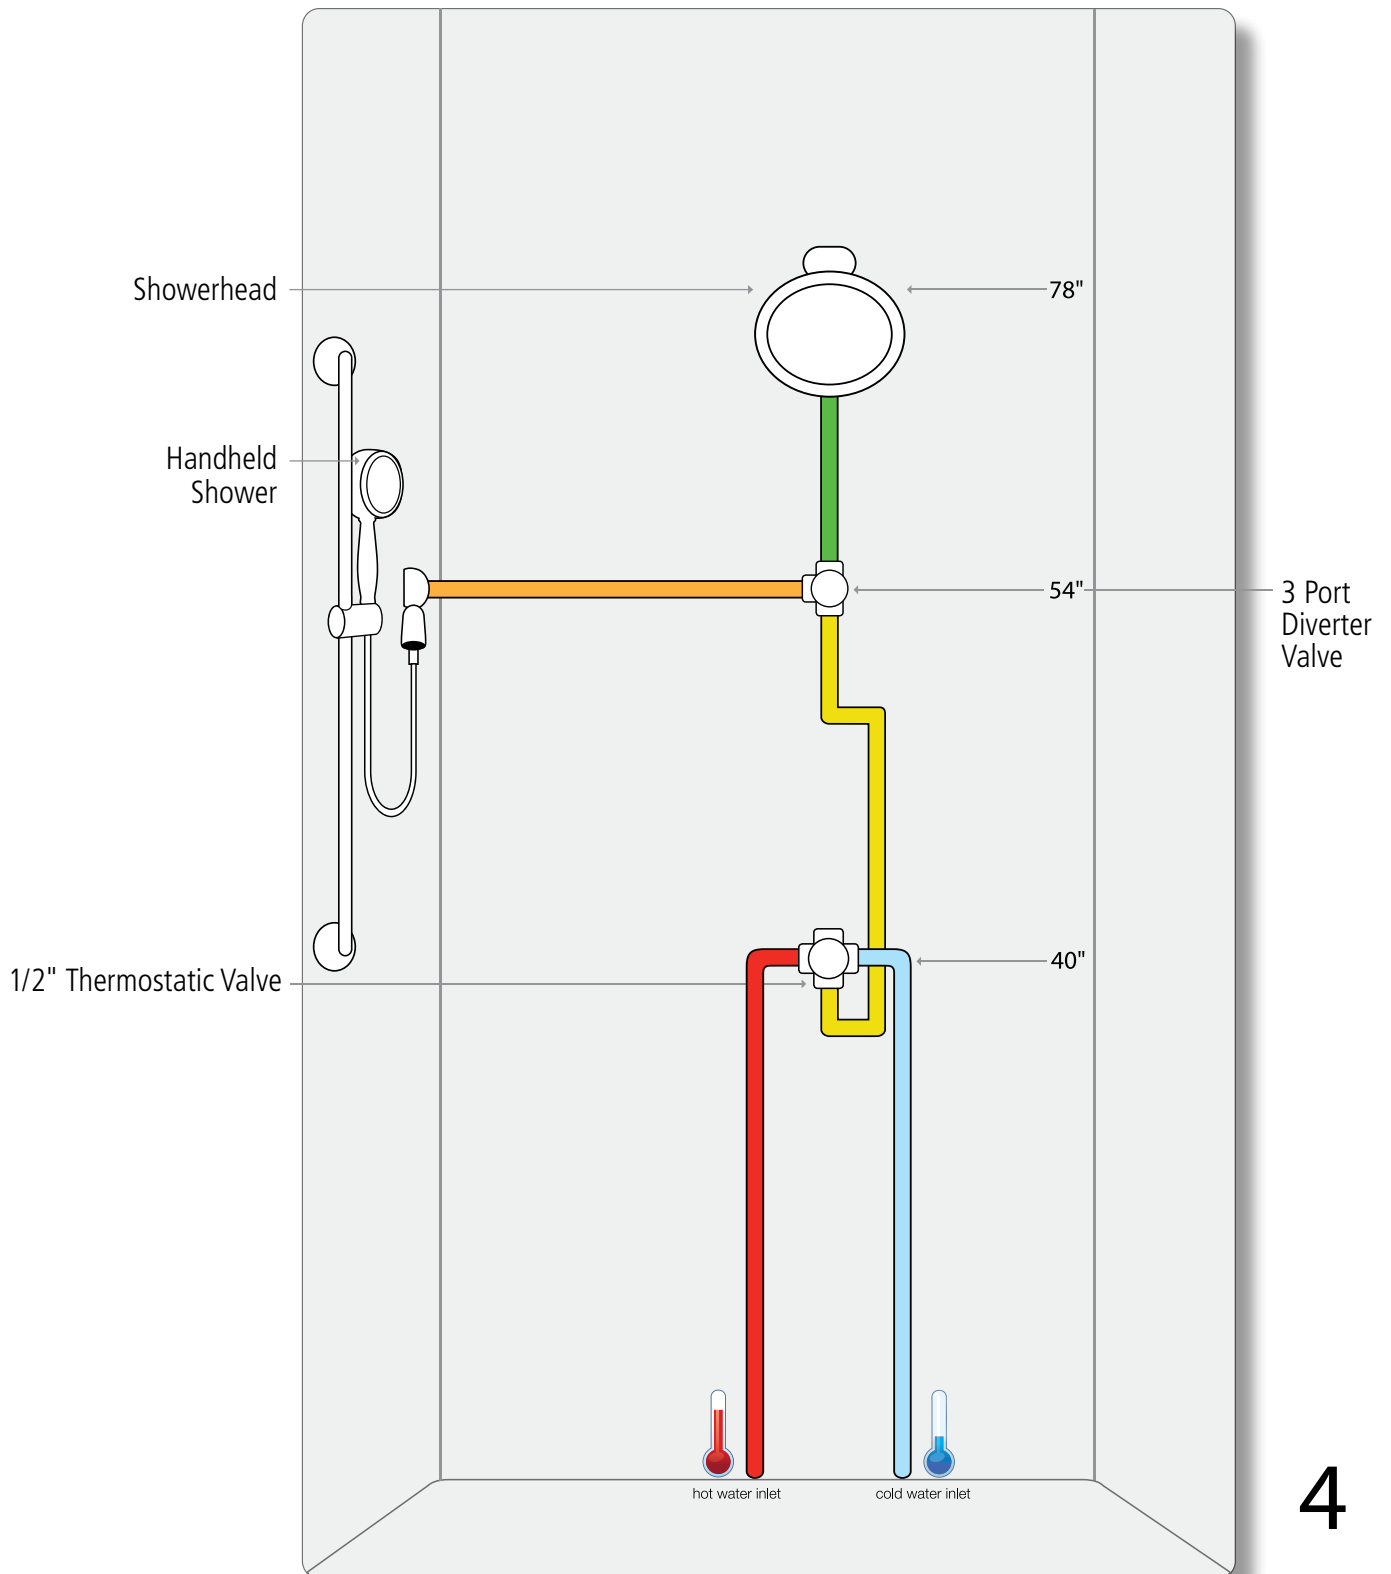 Showerhead
78"
Handheld
Shower
54"
3 Port
Diverter
Valve
40"
1/2" Thermostatic Valve
hot water inlet
cold water inlet
4